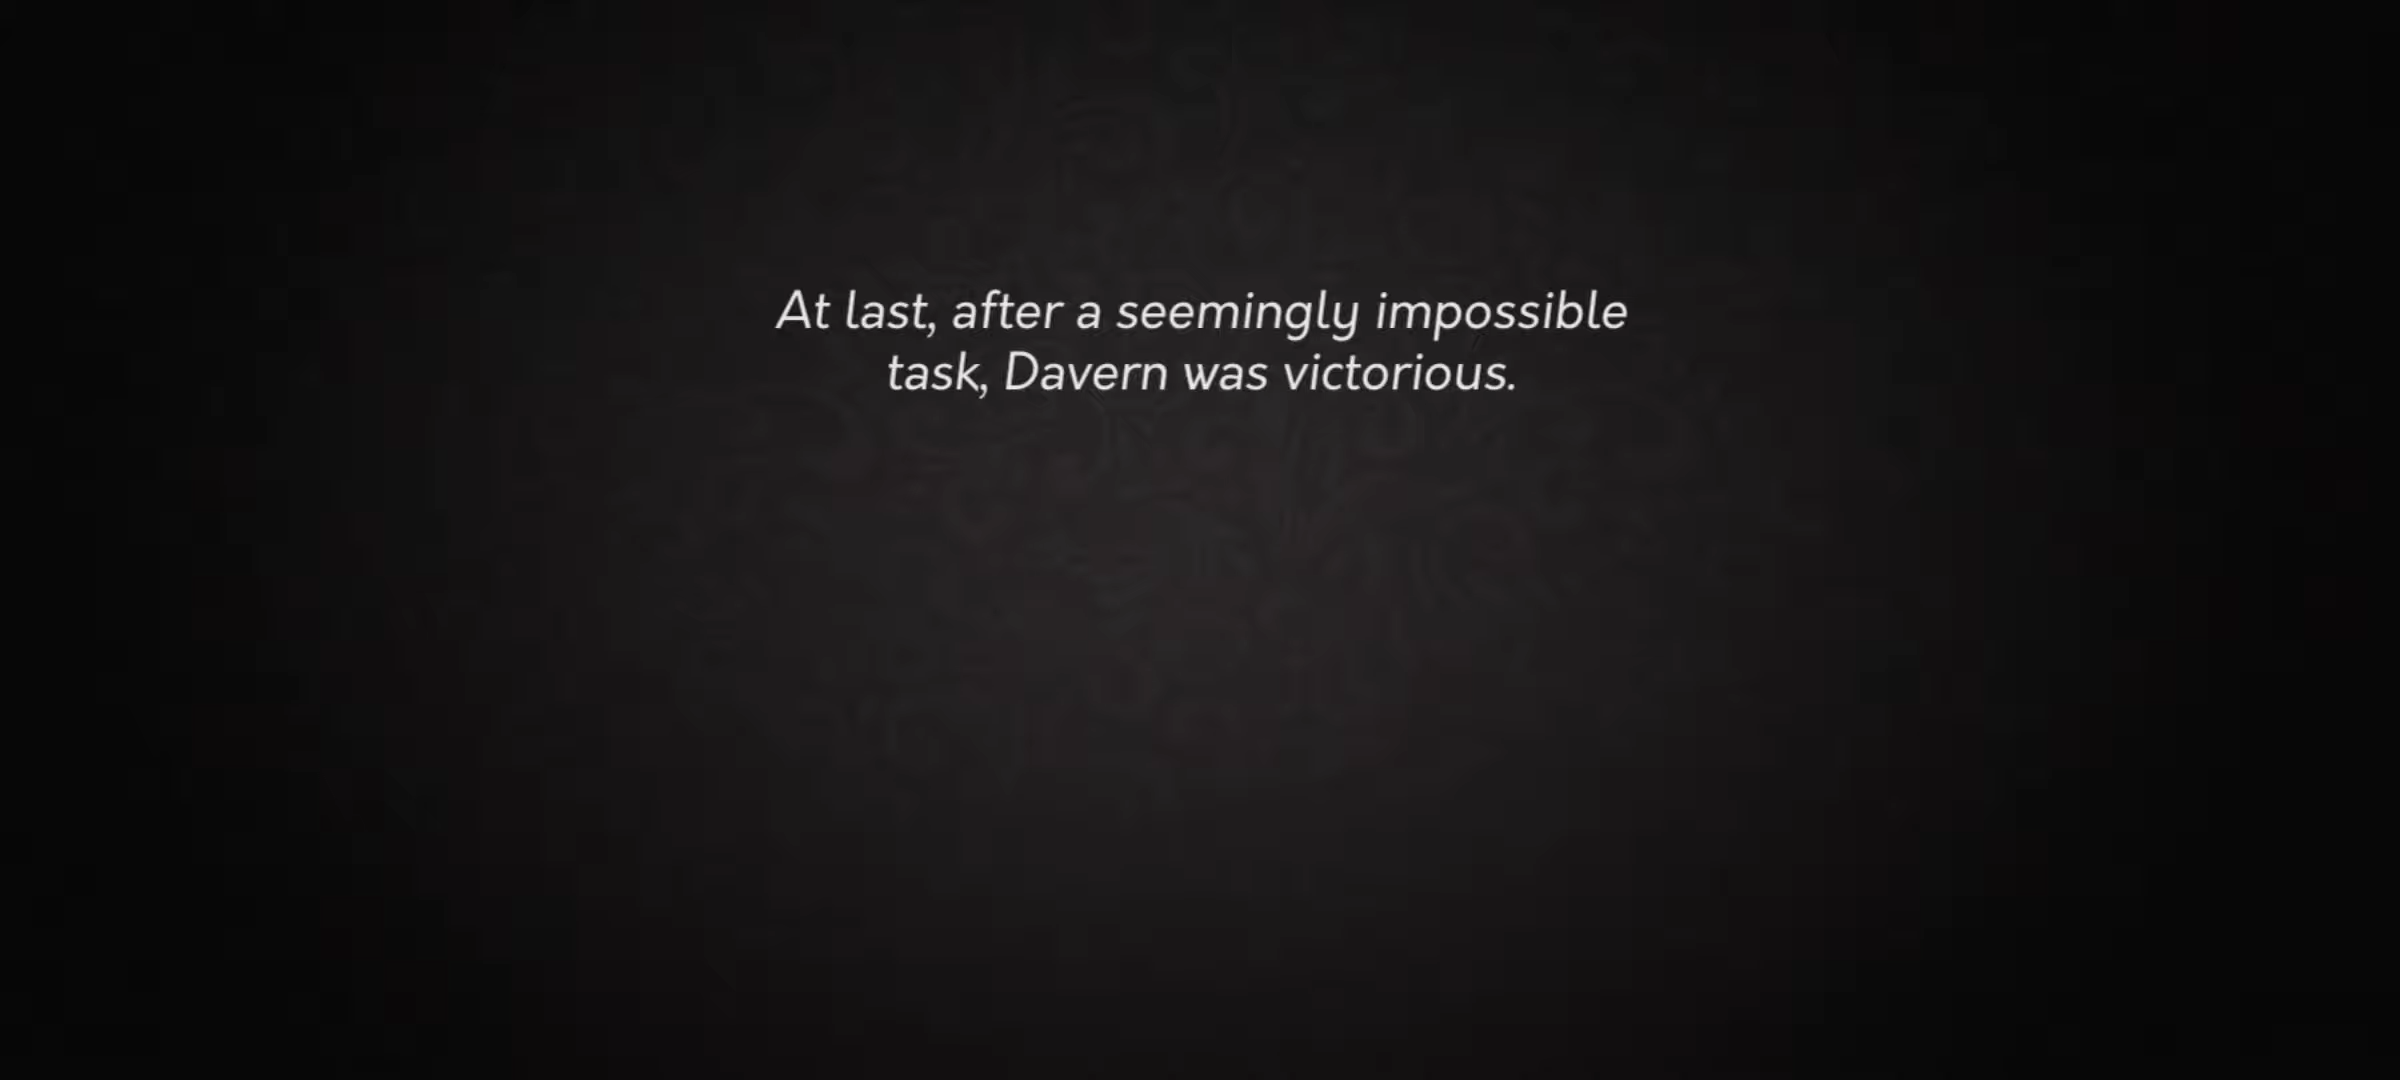 At last, after a seemingly impossible
task, Davern was victorious.